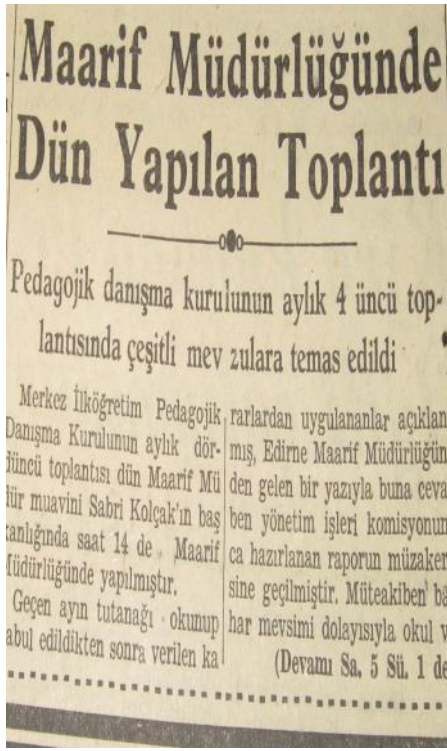 Maarif Müdürlüğünde
Dün Yapılan Toplantı
Pedagojik danışma kurulunun aylık 4 üncü top-
lantısında çeşitli mevzulara temas edildi
Merkez İlköğretim Pedagojik
Danışma Kurulunun aylık dör-
düncü toplantısı dün Maarif Mü
dür muavini Sabri Kolçak'ın baş
kanlığında saat 14 de Maarif
Müdürlüğünde yapılmıştır.
Geçen ayın tutanağı okunup
kabul edildikten sonra verilen ka
rarlardan uygulananlar açıklan
mış, Edirne Maarif Müdürlüğün
den gelen bir yazıyla buna ceva
ben yönetim işleri komisyonun
ca hazırlanan raporun müzaker
sine geçilmiştir. Müteakiben ba
har mevsimi dolayısıyla okul v
(Devamı Sa. 5 Sü. 1 de